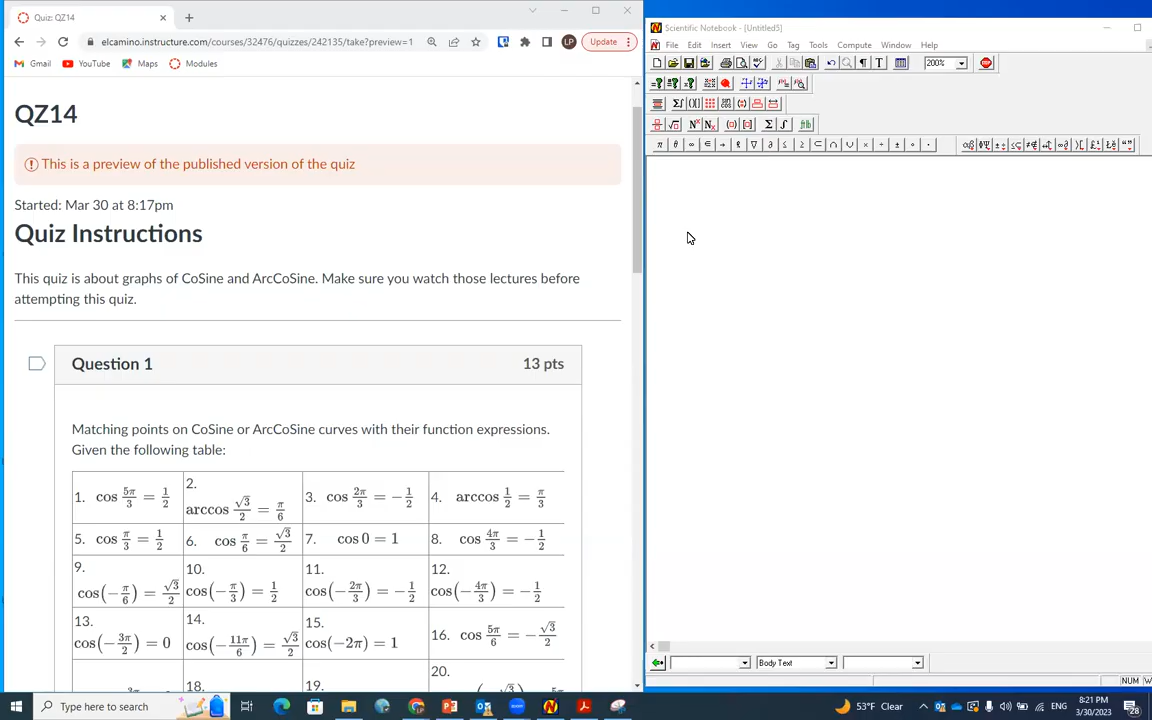 Quiz: QZ14
Scientific Notebook - [Untitled5]
elcamino.instructure.com/courses/32476/quizzes/242135/take?preview=1
LP
Update
File Edit Insert View Go Tag Tools Compute Window Help
Gmail YouTube Maps Modules
200%
QZ14
This is a preview of the published version of the quiz
Started: Mar 30 at 8:17pm
Quiz Instructions
This quiz is about graphs of CoSine and ArcCoSine. Make sure you watch those lectures before
attempting this quiz.
Question 1 13 pts
Matching points on CoSine or ArcCoSine curves with their function expressions.
Given the following table:
1. cos 5π/3 = 1/2
2. arccos √3/2 = π/6
3. cos 2π/3 = −1/2
4. arccos 1/2 = π/3
5. cos π/3 = 1/2
6. cos π/6 = √3/2
7. cos 0 = 1
8. cos 4π/3 = −1/2
9. cos(−π/6) = √3/2
10. cos(−π/3) = 1/2
11. cos(−2π/3) = −1/2
12. cos(−4π/3) = −1/2
13. cos(−3π/2) = 0
14. cos(−11π/6) = √3/2
15. cos(−2π) = 1
16. cos 5π/6 = −√3/2
18.
19.
20.
Body Text
NUM
Type here to search
53°F Clear
ENG
8:21 PM
3/30/2023
28